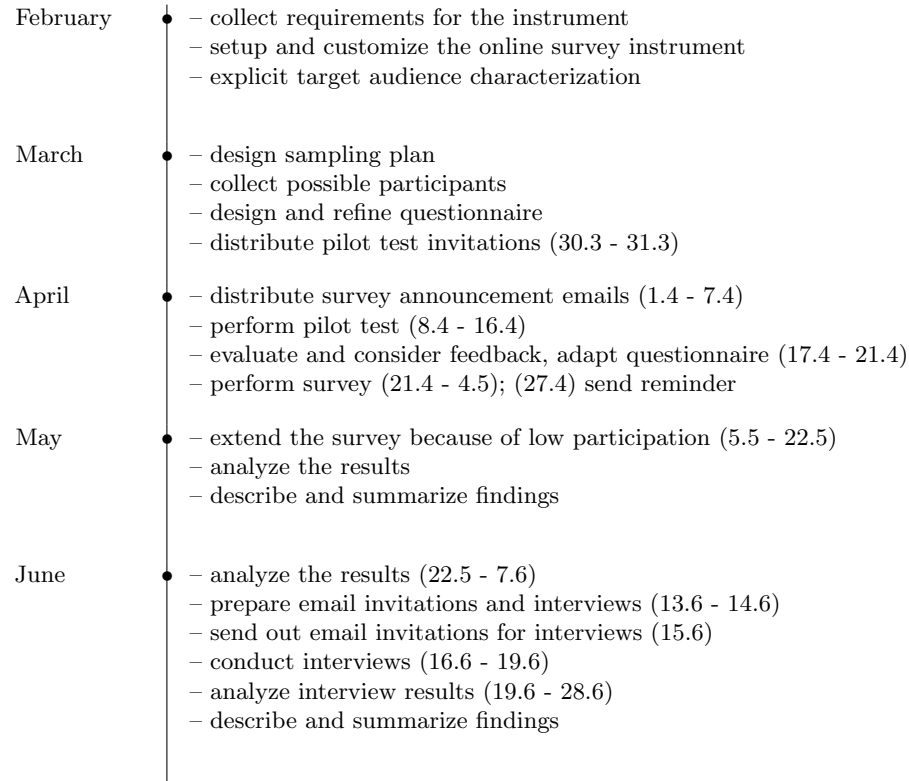 February – collect requirements for the instrument
– setup and customize the online survey instrument
– explicit target audience characterization
March – design sampling plan
– collect possible participants
– design and refine questionnaire
– distribute pilot test invitations (30.3 - 31.3)
April – distribute survey announcement emails (1.4 - 7.4)
– perform pilot test (8.4 - 16.4)
– evaluate and consider feedback, adapt questionnaire (17.4 - 21.4)
– perform survey (21.4 - 4.5); (27.4) send reminder
May – extend the survey because of low participation (5.5 - 22.5)
– analyze the results
– describe and summarize findings
June – analyze the results (22.5 - 7.6)
– prepare email invitations and interviews (13.6 - 14.6)
– send out email invitations for interviews (15.6)
– conduct interviews (16.6 - 19.6)
– analyze interview results (19.6 - 28.6)
– describe and summarize findings